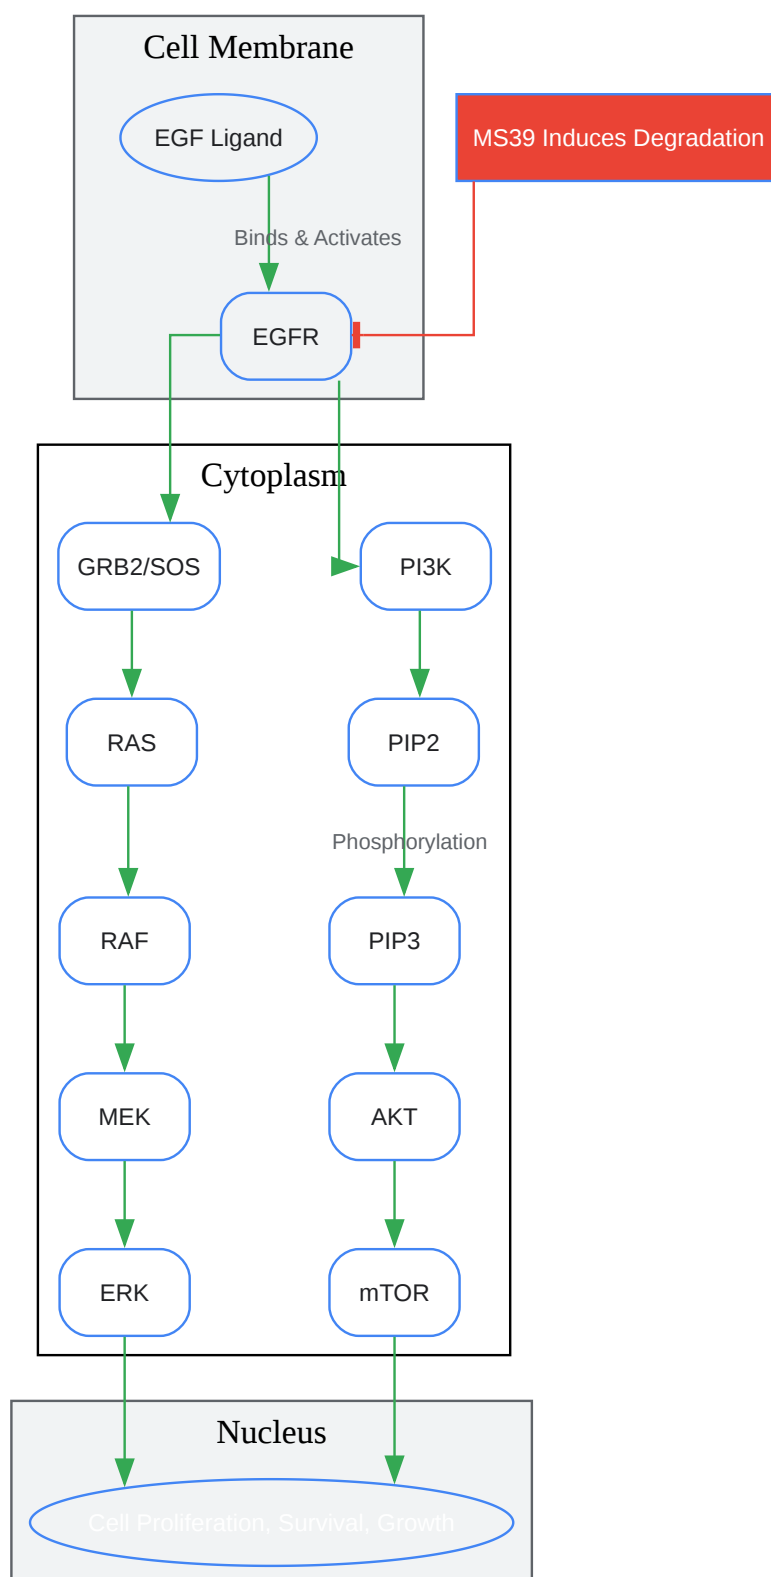 Cell Membrane
EGF Ligand
MS39 Induces Degradation
Binds & Activates
EGFR
Cytoplasm
GRB2/SOS
PI3K
RAS
PIP2
Phosphorylation
RAF
PIP3
MEK
AKT
ERK
mTOR
Nucleus
Cell Proliferation, Survival, Growth